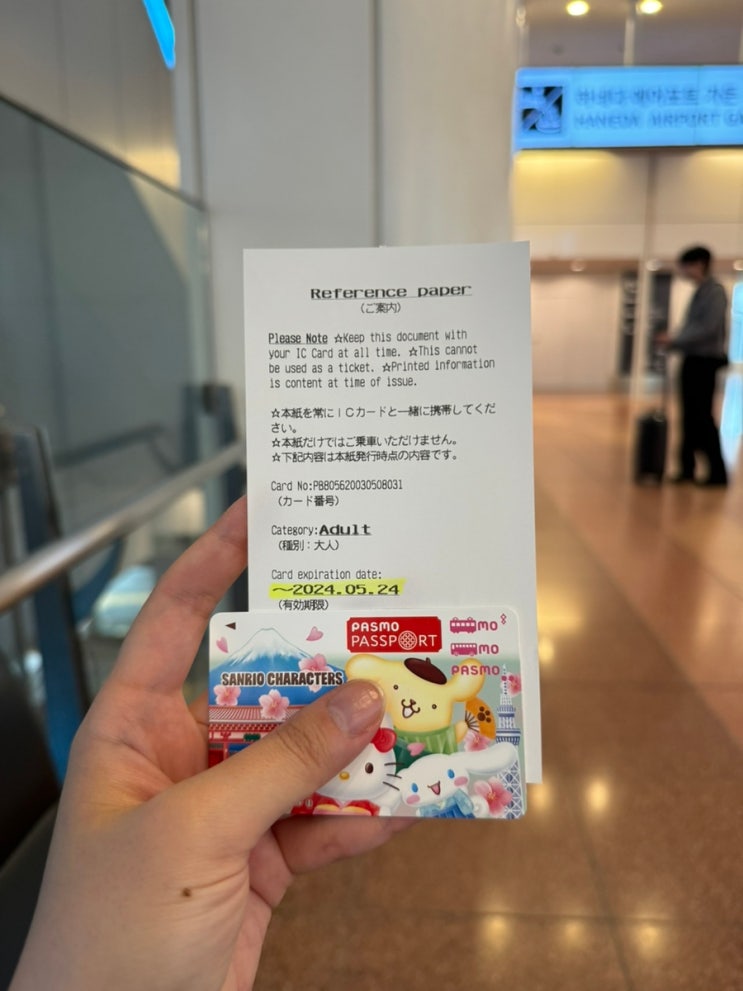 Reference paper
(ご案内)
Please Note ☆Keep this document with
your IC Card at all time. ☆This cannot
be used as a ticket. ☆Printed information
is content at time of issue.
☆本紙を常にICカードと一緒に携帯してくだ
さい。
☆本紙だけではご乗車いただけません。
☆下記内容は本紙発行時点の内容です。
Card No:PB805620030508031
(カード番号)
Category:Adult
(種別:大人)
Card expiration date:
~2024.05.24
(有効期限)
PASMO
PASSPORT
MO
MO
PASMO
SANRIO CHARACTERS
HANEDA AIRPORT